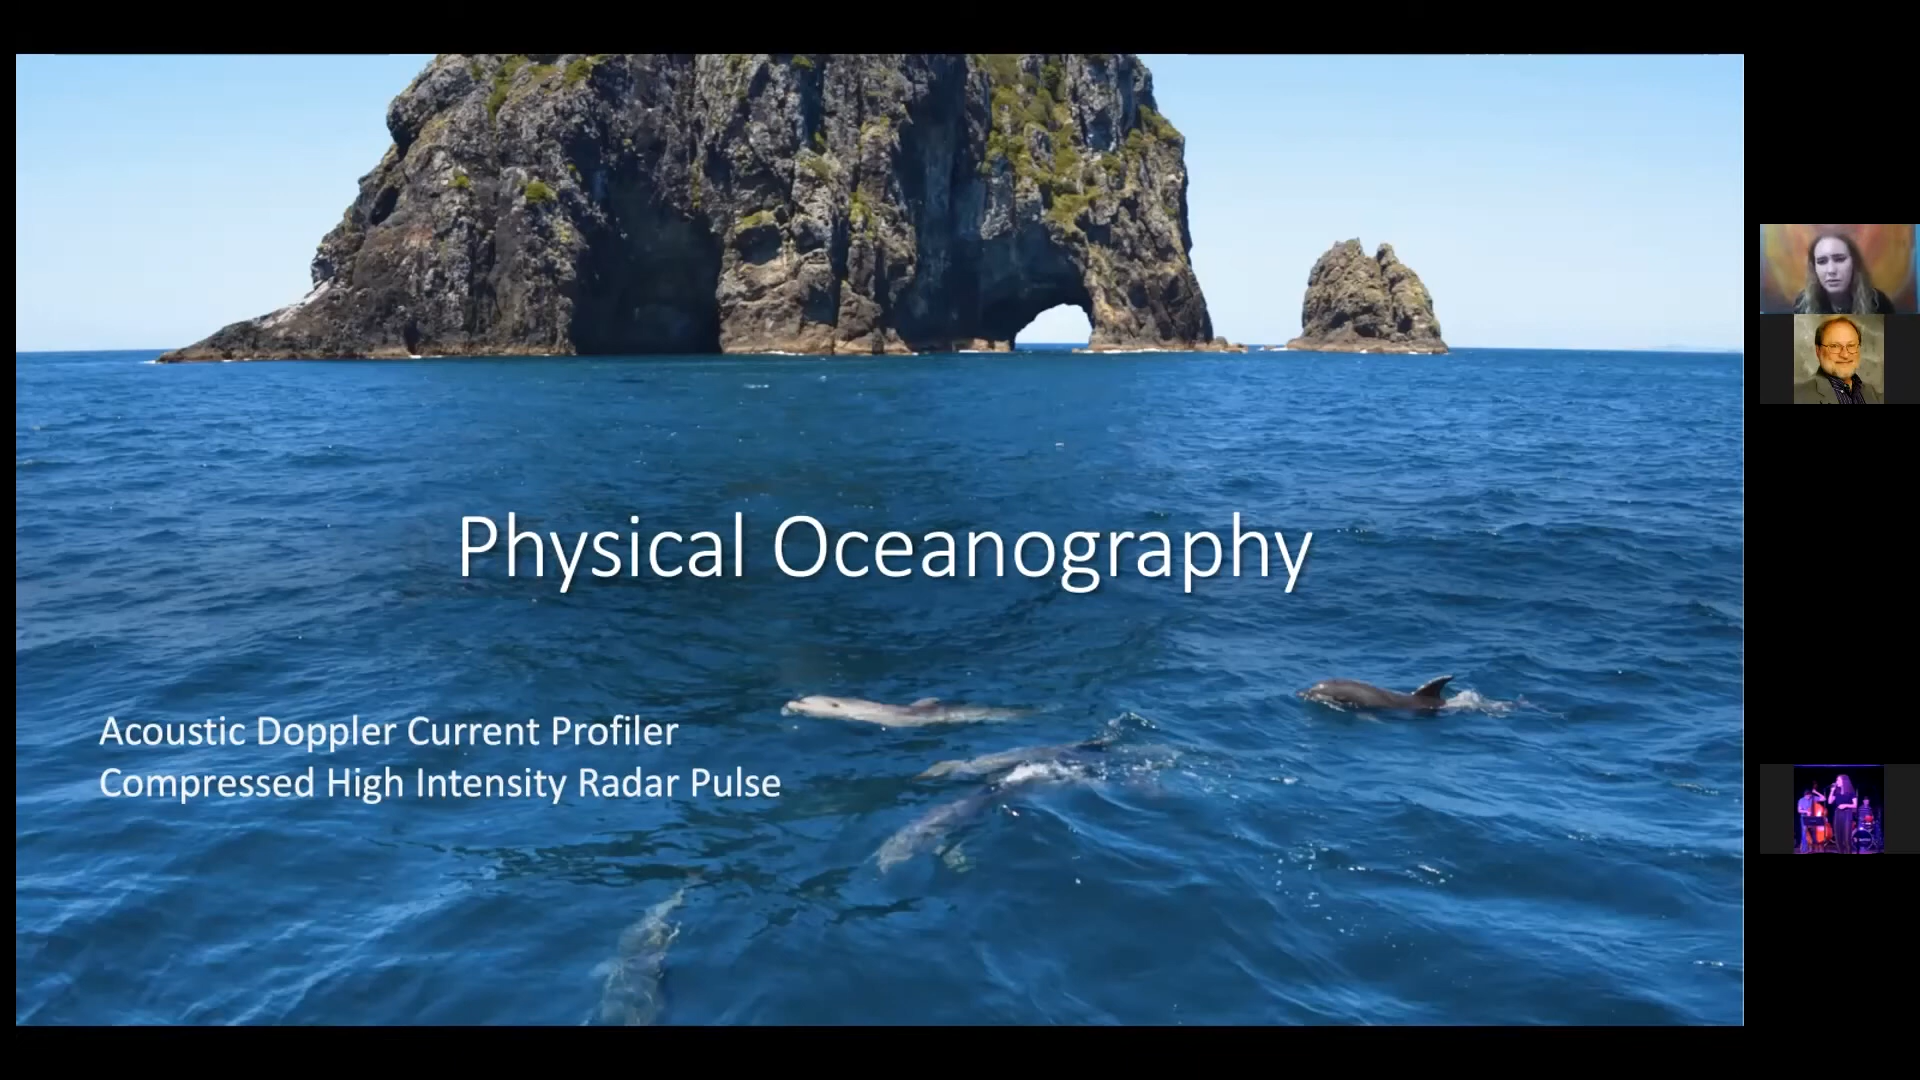 Physical Oceanography
Acoustic Doppler Current Profiler
Compressed High Intensity Radar Pulse